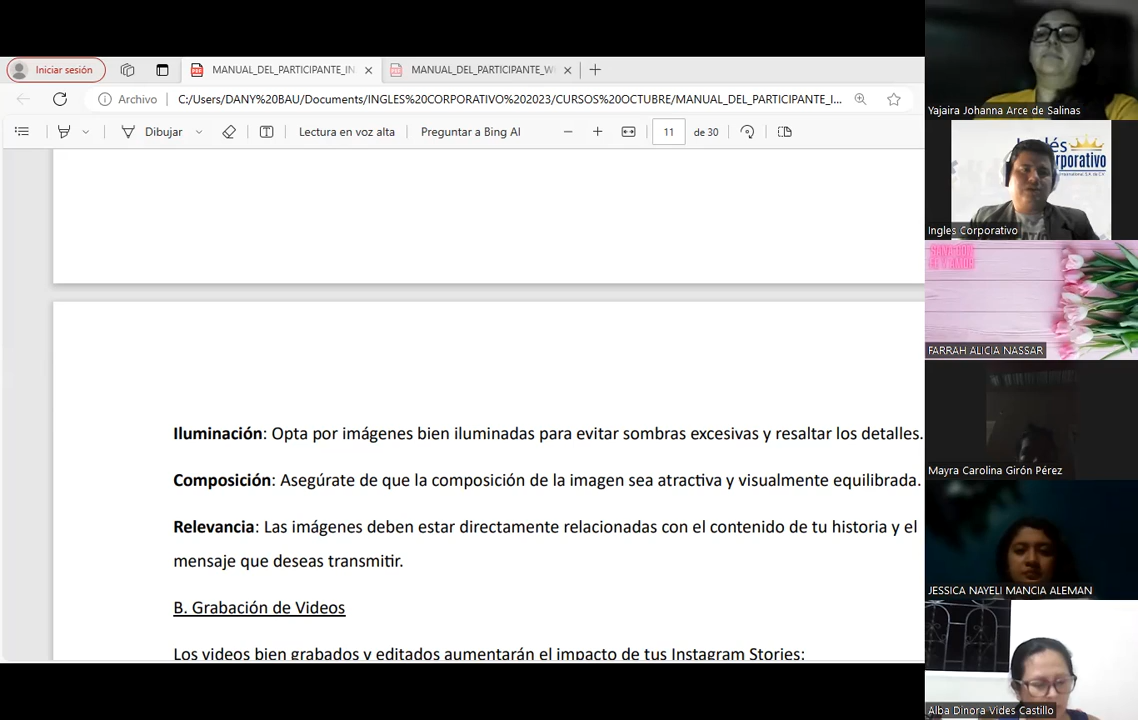 Iniciar sesión
MANUAL_DEL_PARTICIPANTE_IN
MANUAL_DEL_PARTICIPANTE_W
Archivo
C:/Users/DANY%20BAU/Documents/INGLES%20CORPORATIVO%202023/CURSOS%20OCTUBRE/MANUAL_DEL_PARTICIPANTE_I...
Dibujar
Lectura en voz alta
Preguntar a Bing AI
11
de 30
Iluminación: Opta por imágenes bien iluminadas para evitar sombras excesivas y resaltar los detalles.
Composición: Asegúrate de que la composición de la imagen sea atractiva y visualmente equilibrada.
Relevancia: Las imágenes deben estar directamente relacionadas con el contenido de tu historia y el
mensaje que deseas transmitir.
B. Grabación de Videos
Los videos bien grabados y editados aumentarán el impacto de tus Instagram Stories:
Yajaira Johanna Arce de Salinas
Ingles Corporativo
FARRAH ALICIA NASSAR
Mayra Carolina Girón Pérez
JESSICA NAYELI MANCIA ALEMAN
Alba Dinora Vides Castillo